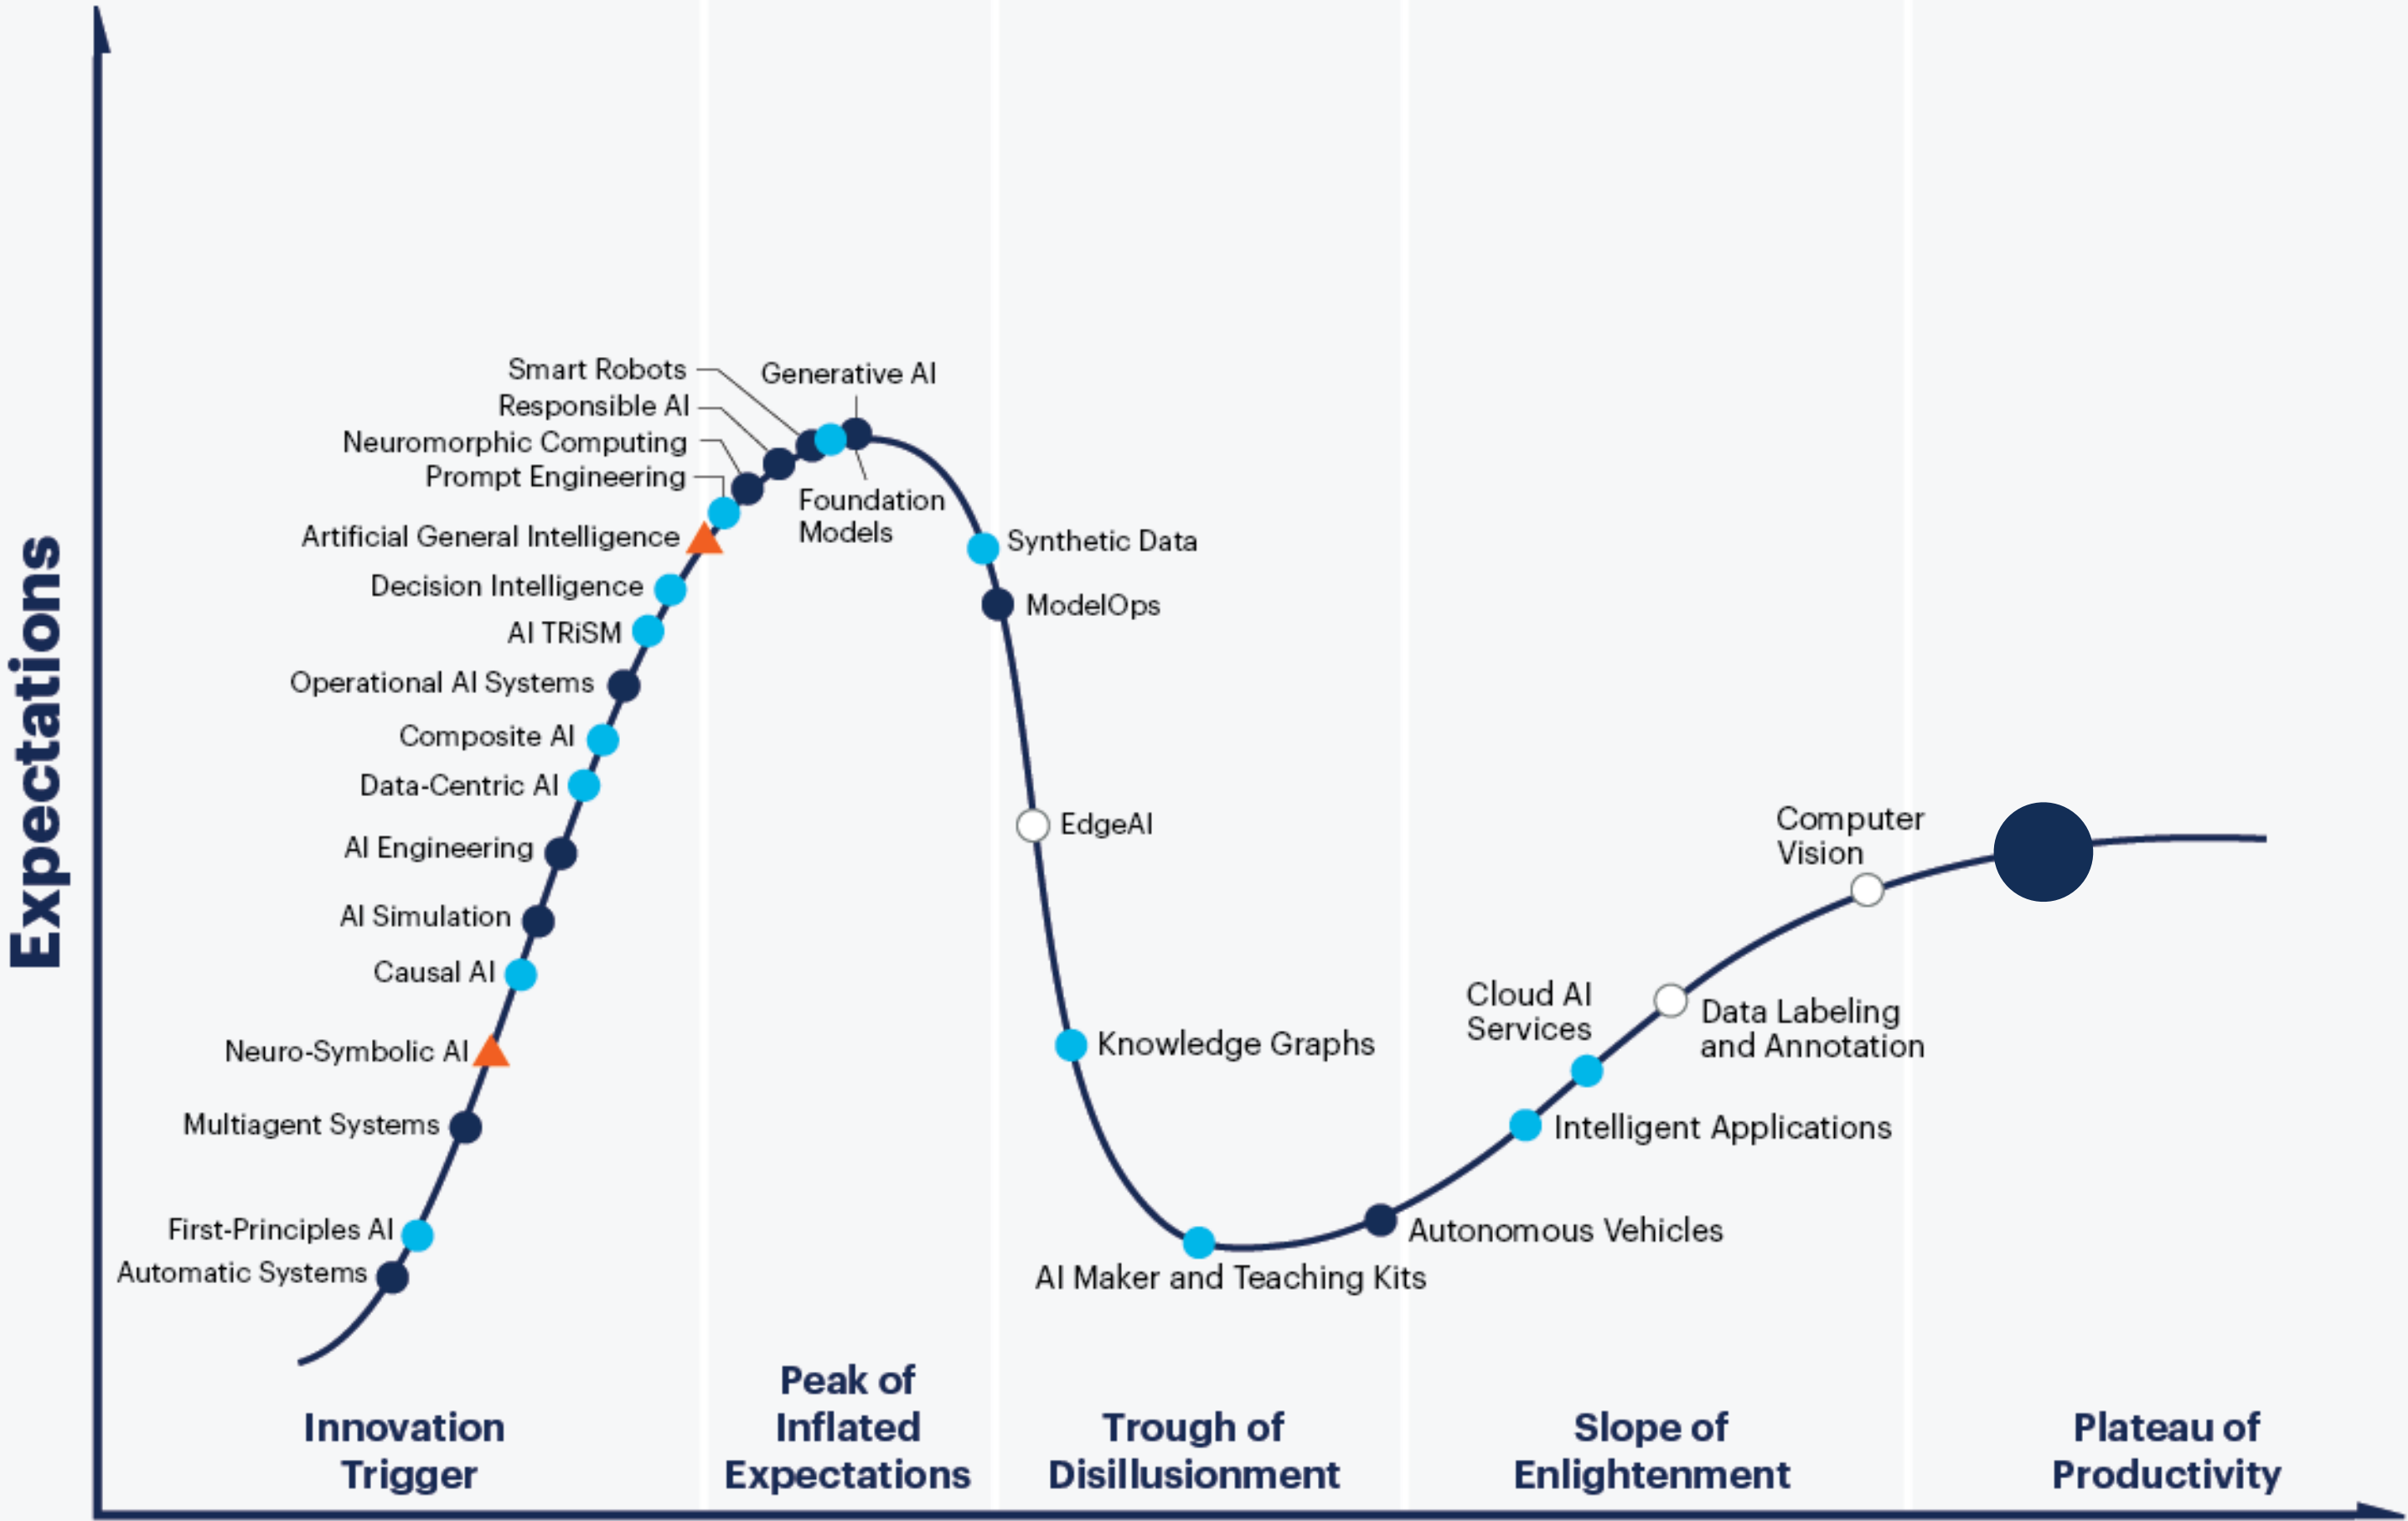 Expectations
Smart Robots
Generative AI
Responsible AI
Neuromorphic Computing
Prompt Engineering
Foundation
Models
Artificial General Intelligence
Synthetic Data
Decision Intelligence
ModelOps
AI TRiSM
Operational AI Systems
Composite AI
Data-Centric AI
EdgeAI
Computer
Vision
AI Engineering
AI Simulation
Causal AI
Cloud AI
Services
Data Labeling
and Annotation
Neuro-Symbolic AI
Knowledge Graphs
Multiagent Systems
Intelligent Applications
First-Principles AI
Autonomous Vehicles
Automatic Systems
AI Maker and Teaching Kits
Innovation
Trigger
Peak of
Inflated
Expectations
Trough of
Disillusionment
Slope of
Enlightenment
Plateau of
Productivity